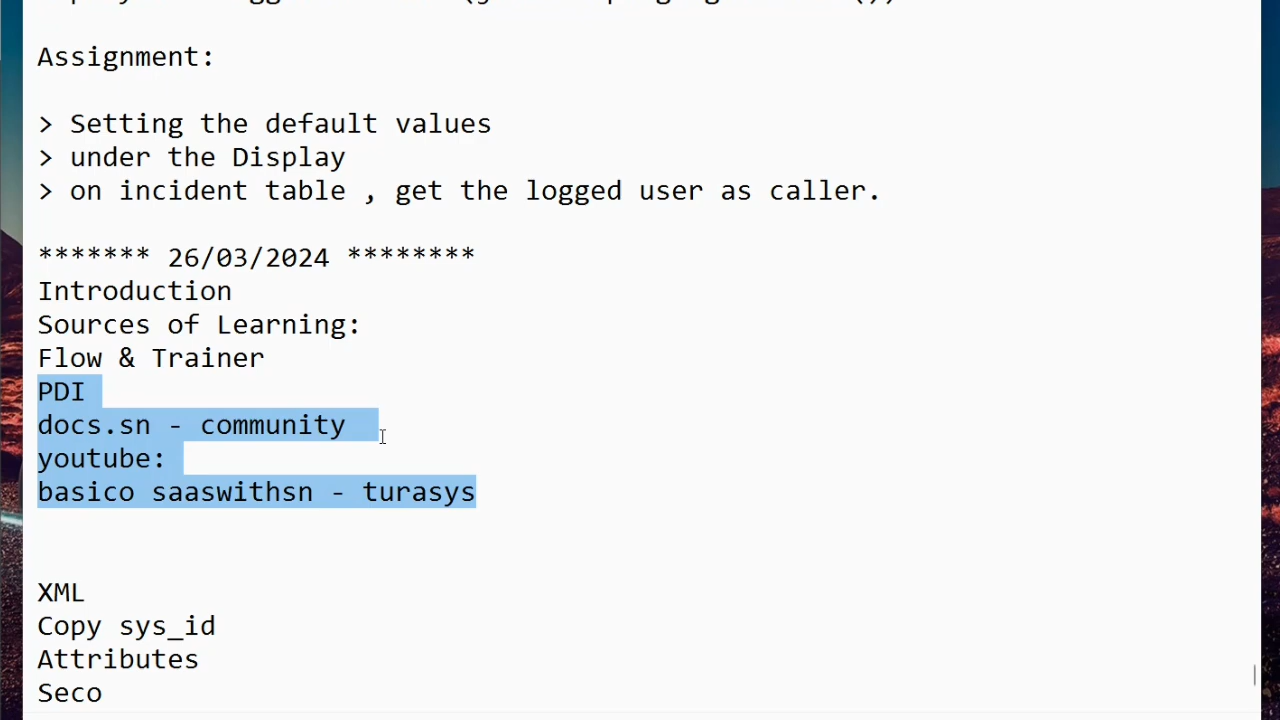 Assignment:
> Setting the default values
> under the Display
> on incident table , get the logged user as caller.
******* 26/03/2024 ********
Introduction
Sources of Learning:
Flow & Trainer
PDI
docs.sn - community
youtube:
basico saaswithsn - turasys
XML
Copy sys_id
Attributes
Seco